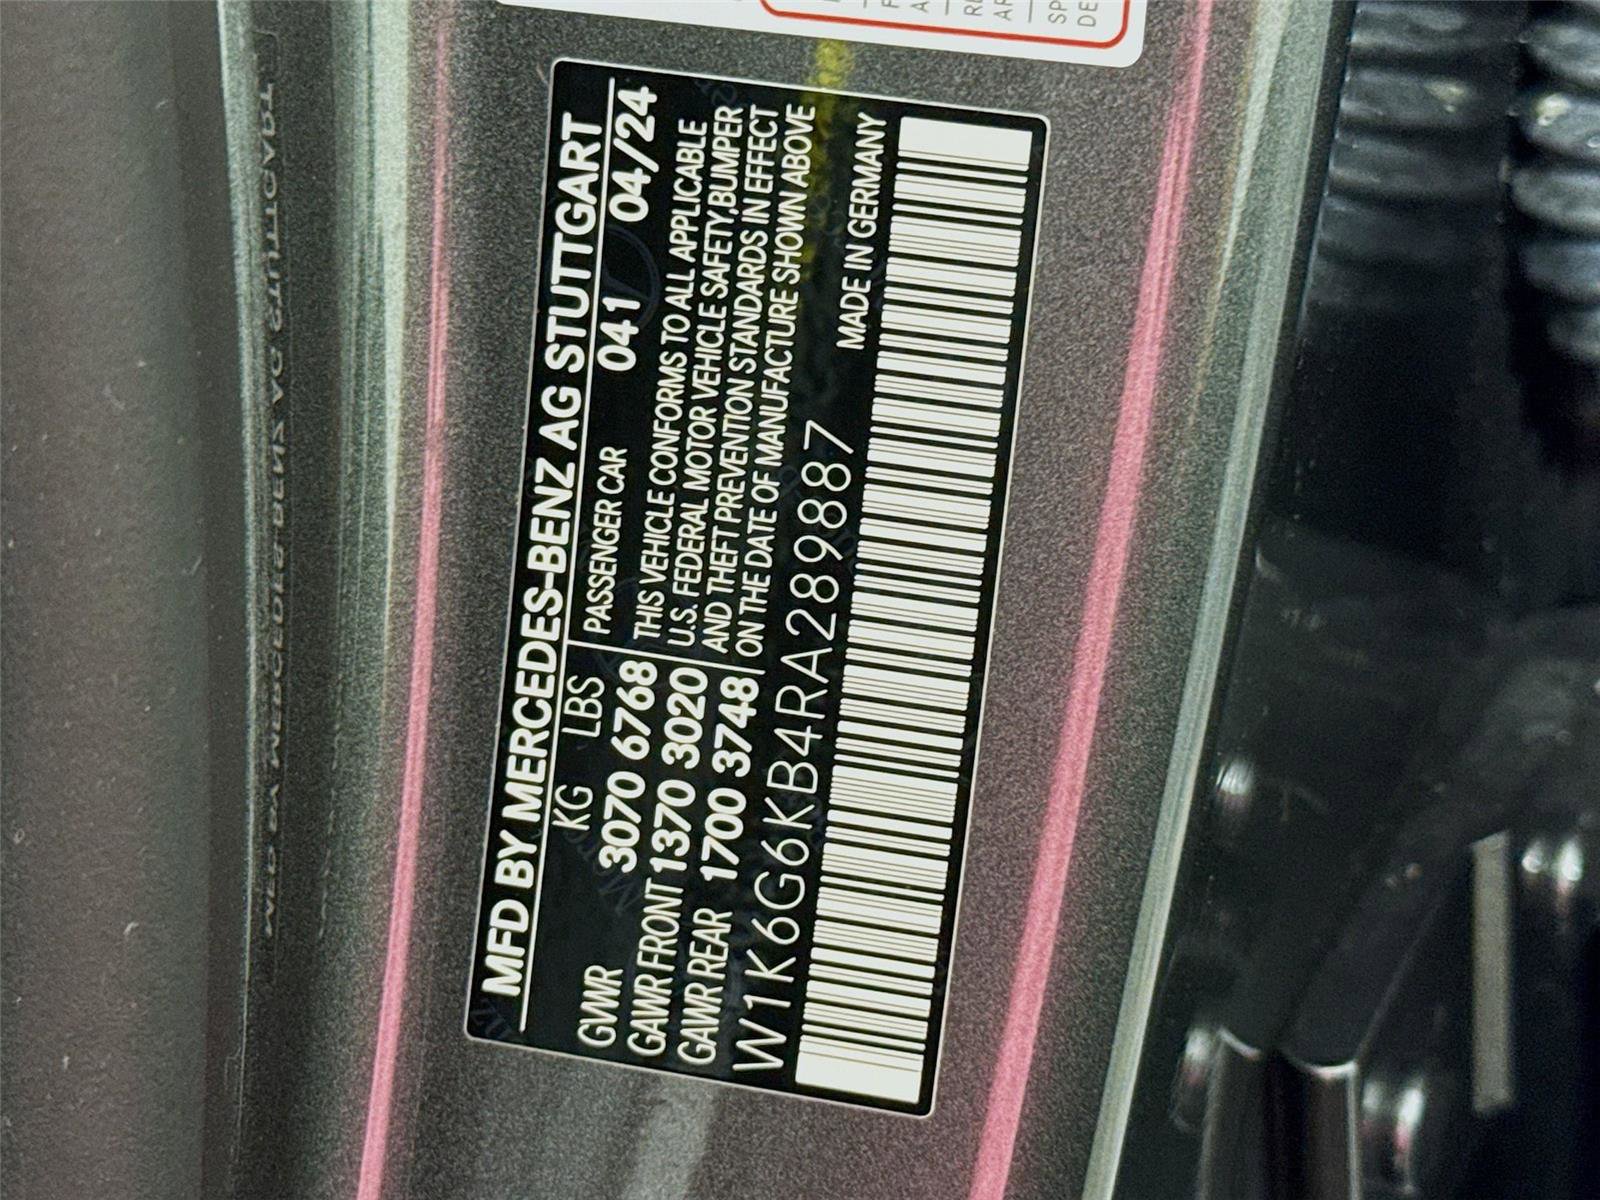 MFD BY MERCEDES-BENZ AG STUTTGART
KG LBS PASSENGER CAR 041 04/24
GVWR 3070 6768 THIS VEHICLE CONFORMS TO ALL APPLICABLE
GAWR FRONT 1370 3020 U.S. FEDERAL MOTOR VEHICLE SAFETY,BUMPER
GAWR REAR 1700 3748 AND THEFT PREVENTION STANDARDS IN EFFECT
ON THE DATE OF MANUFACTURE SHOWN ABOVE
W1K6G6KB4RA289887 MADE IN GERMANY